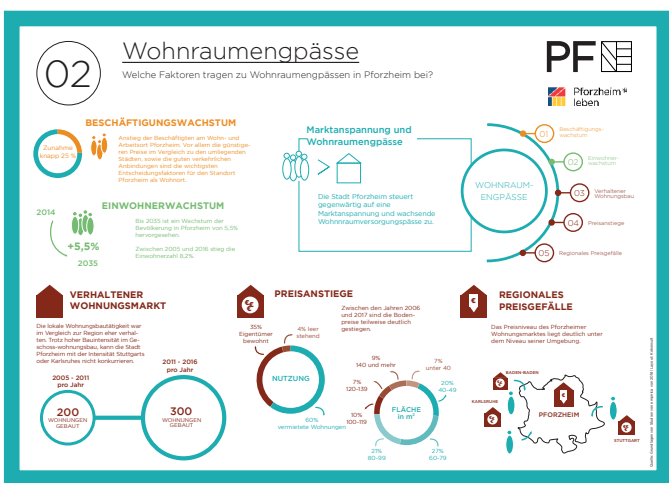 02
Wohnraumengpässe
Welche Faktoren tragen zu Wohnraumengpässen in Pforzheim bei?
PF
Pforzheim
leben
BESCHÄFTIGUNGSWACHSTUM
Zunahme
knapp 25 %
Anstieg der Beschäftigten am Wohn- und
Arbeitsort Pforzheim. Vor allem die günstige-
ren Preise im Vergleich zu den umliegenden
Städten, sowie die guten verkehrlichen
Anbindungen sind die wichtigsten
Entscheidungsfaktoren für den Standort
Pforzheim als Wohnort.
EINWOHNERWACHSTUM
2014
+5,5%
2035
Bis 2035 ist ein Wachstum der
Bevölkerung in Pforzheim von 5,5%
hervorgesehen.
Zwischen 2005 und 2016 stieg die
Einwohnerzahl 8,2%.
Marktanspannung und
Wohnraumengpässe
>
Die Stadt Pforzheim steuert
gegenwärtig auf eine
Marktanspannung und wachsende
Wohnraumversorgungspässe zu.
WOHNRAUM-
ENGPÄSSE
01 Beschäftigungs-
wachstum
02 Einwohner-
wachstum
03 Verhaltener
Wohnungsbau
04 Preisanstiege
05 Regionales Preisgefälle
VERHALTENER
WOHNUNGSMARKT
Die lokale Wohnungsbautätigkeit war
im Vergleich zur Region eher verhal-
ten. Trotz hoher Bauintensität im Ge-
schoss-wohnungsbau, kann die Stadt
Pforzheim mit der Intensität Stuttgarts
oder Karlsruhe nicht konkurrieren.
2005 - 2011
pro Jahr
200
WOHNUNGEN
GEBAUT
2011 - 2016
pro Jahr
300
WOHNUNGEN
GEBAUT
PREISANSTIEGE
Zwischen den Jahren 2006
und 2017 sind die Boden-
preise teilweise deutlich
gestiegen.
35%
Eigentümer
bewohnt
4% leer
stehend
NUTZUNG
60%
vermietete Wohnungen
FLÄCHE
in m²
9%
140 und mehr
7%
unter 40
7%
120-139
20%
40-49
10%
100-119
21%
80-99
27%
60-79
REGIONALES
PREISGEFÄLLE
Das Preisniveau des Pforzheimer
Wohnungsmarktes liegt deutlich unter
dem Niveau seiner Umgebung.
BADEN-BADEN
KARLSRUHE
PFORZHEIM
STUTTGART